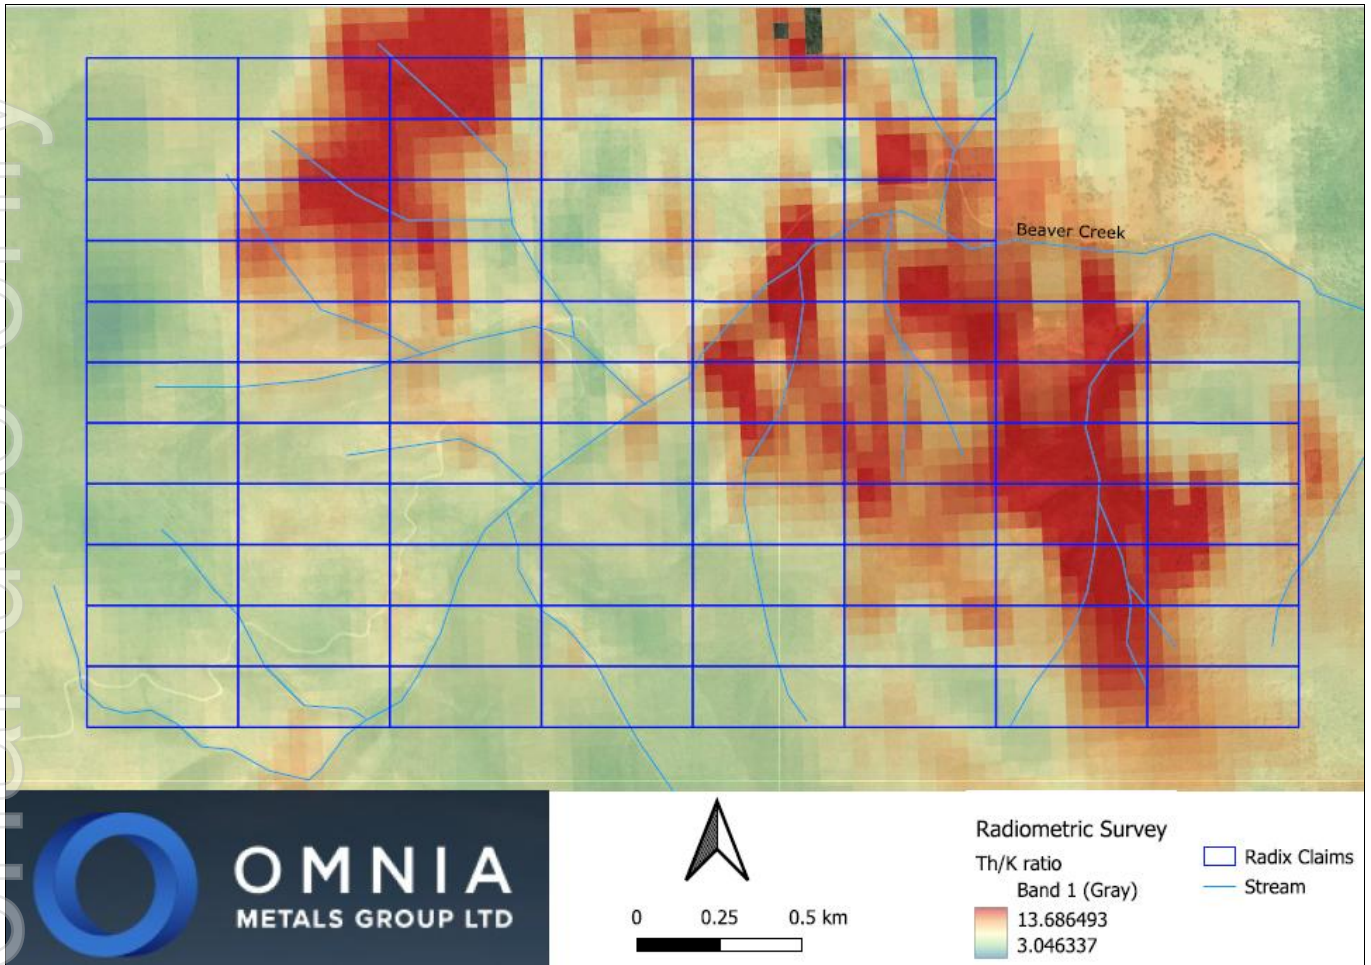 Beaver Creek
OMNIA
METALS GROUP LTD
0 0.25 0.5 km
Radiometric Survey
Th/K ratio
Band 1 (Gray)
13.686493
3.046337
Radix Claims
Stream